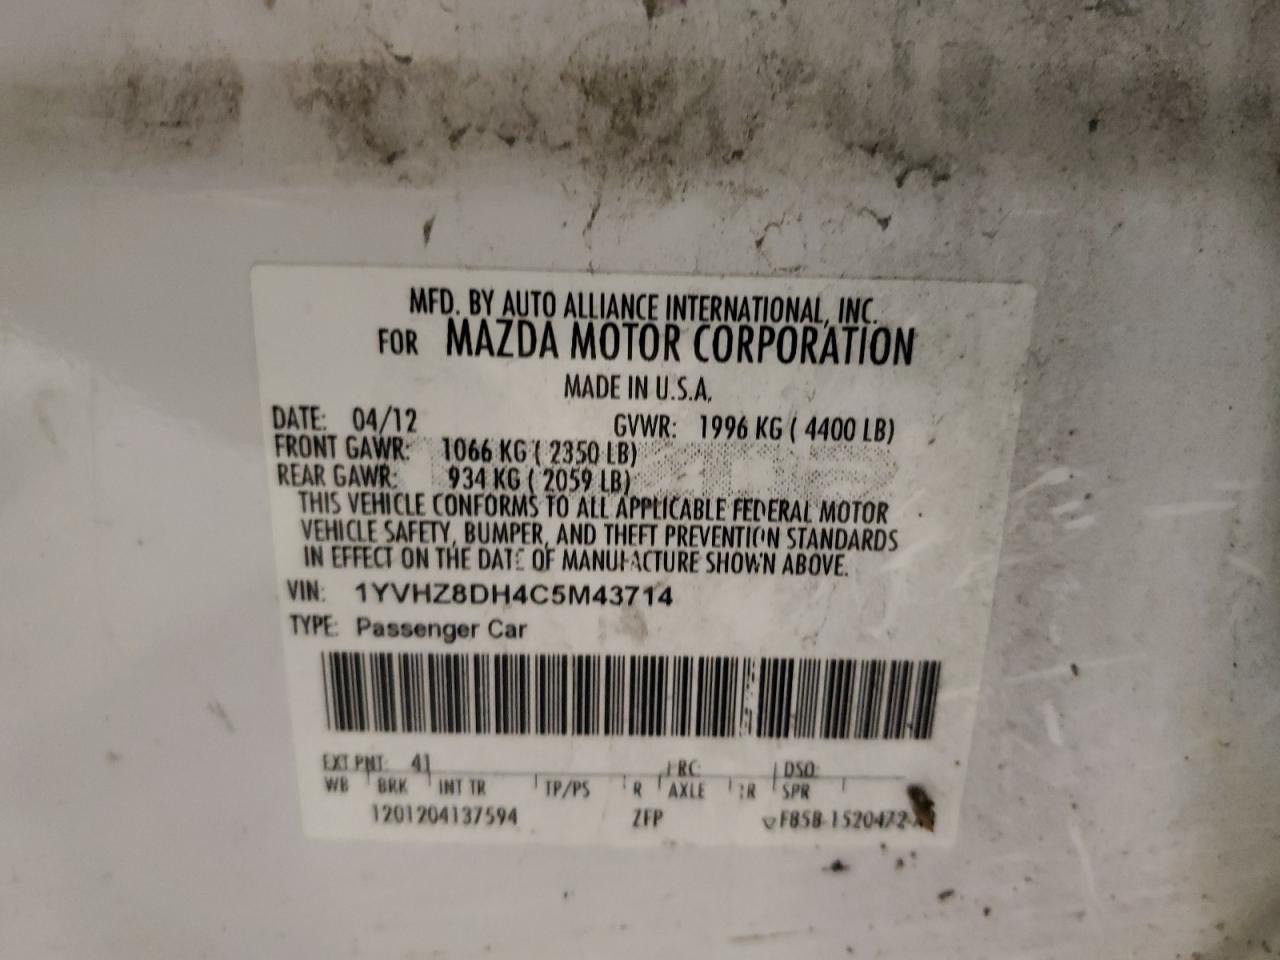 MFD. BY AUTO ALLIANCE INTERNATIONAL, INC.
FOR MAZDA MOTOR CORPORATION
MADE IN U.S.A.
DATE: 04/12 GVWR: 1996 KG ( 4400 LB)
FRONT GAWR: 1066 KG ( 2350 LB)
REAR GAWR: 934 KG ( 2059 LB)
THIS VEHICLE CONFORMS TO ALL APPLICABLE FEDERAL MOTOR
VEHICLE SAFETY, BUMPER, AND THEFT PREVENTION STANDARDS
IN EFFECT ON THE DATE OF MANUFACTURE SHOWN ABOVE.
VIN: 1YVHZ8DH4C5M43714
TYPE: Passenger Car
EXT PNT: 41 RC: DSO:
WB BRK INT TR TP/PS R AXLE TR SPR
1201204137594 ZFP